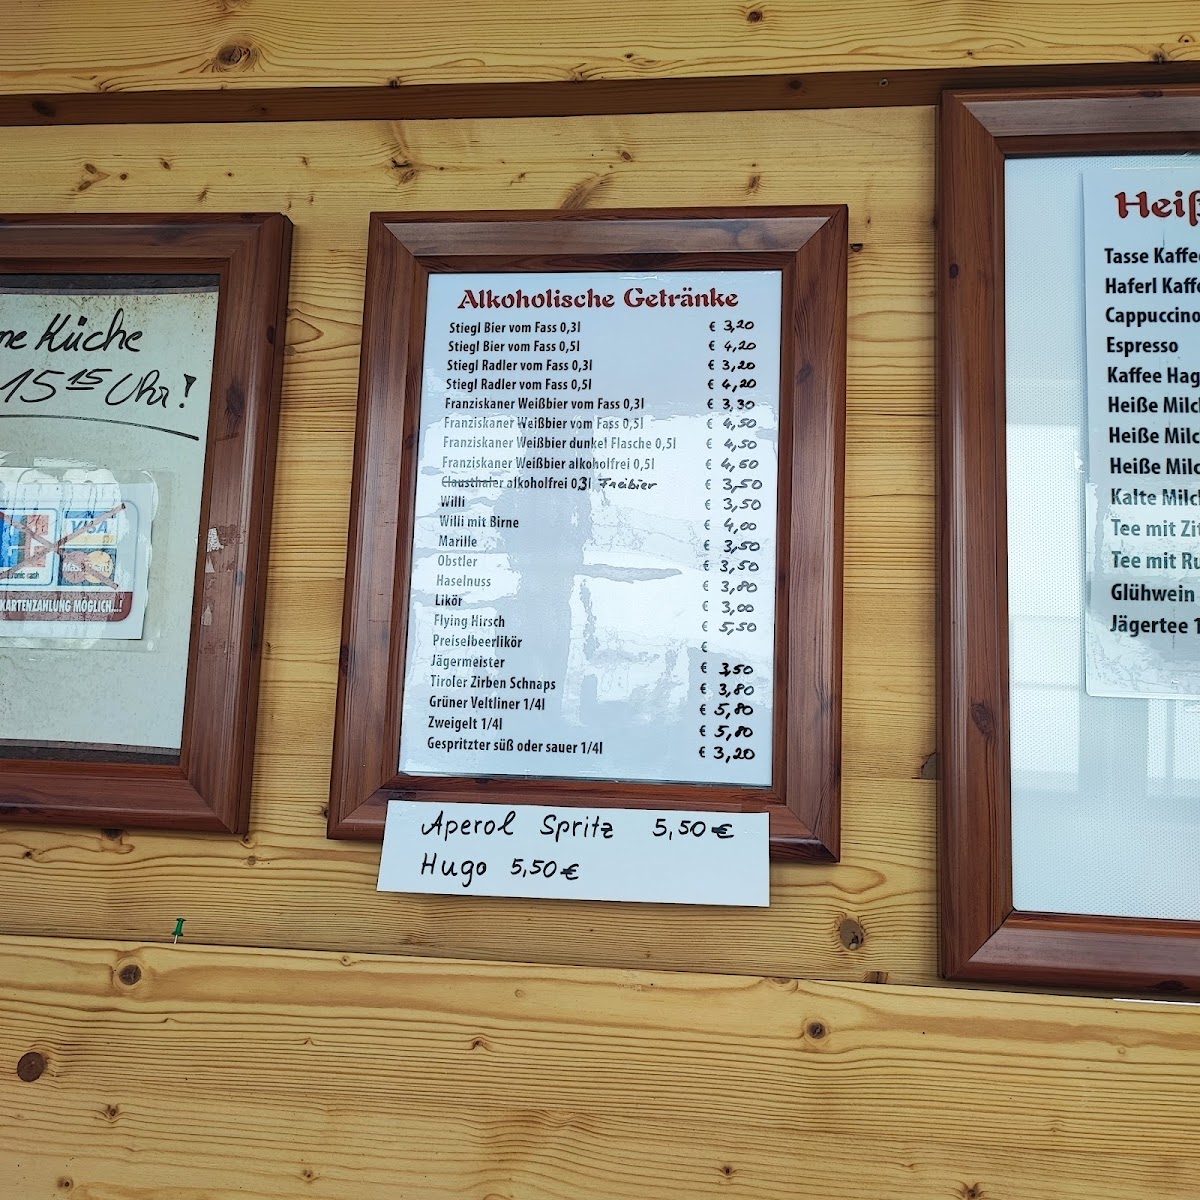 ne Küche
15 15 Uhr!
VISA
KARTENZAHLUNG MÖGLICH...!
Alkoholische Getränke
Stiegl Bier vom Fass 0,3l € 3,20
Stiegl Bier vom Fass 0,5l € 4,20
Stiegl Radler vom Fass 0,3l € 3,20
Stiegl Radler vom Fass 0,5l € 4,20
Franziskaner Weißbier vom Fass 0,3l € 3,30
Franziskaner Weißbier vom Fass 0,5l € 4,50
Franziskaner Weißbier dunkel Flasche 0,5l € 4,50
Franziskaner Weißbier alkoholfrei 0,5l € 4,60
Clausthaler alkoholfrei 0,3l Freibier € 3,50
Willi € 3,50
Willi mit Birne € 4,00
Marille € 3,50
Obstler € 3,50
Haselnuss € 3,80
Likör € 3,00
Flying Hirsch € 5,50
Preiselbeerlikör €
Jägermeister € 3,50
Tiroler Zirben Schnaps € 3,80
Grüner Veltliner 1/4l € 5,80
Zweigelt 1/4l € 5,80
Gespritzter süß oder sauer 1/4l € 3,20
Aperol Spritz 5,50€
Hugo 5,50€
Heiß
Tasse Kaffee
Haferl Kaffe
Cappuccino
Espresso
Kaffee Hag
Heiße Milch
Heiße Milc
Heiße Milc
Kalte Milch
Tee mit Zit
Tee mit Ru
Glühwein
Jägertee 1